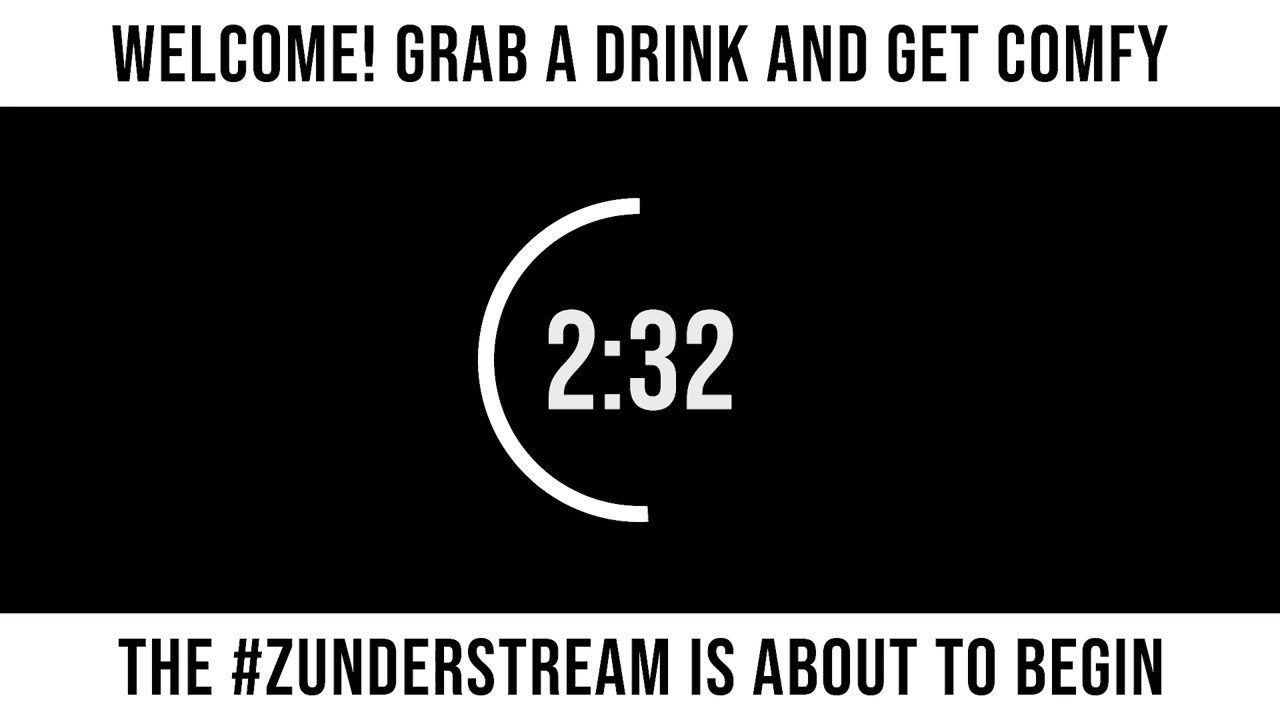 WELCOME! GRAB A DRINK AND GET COMFY
2:32
THE #ZUNDERSTREAM IS ABOUT TO BEGIN